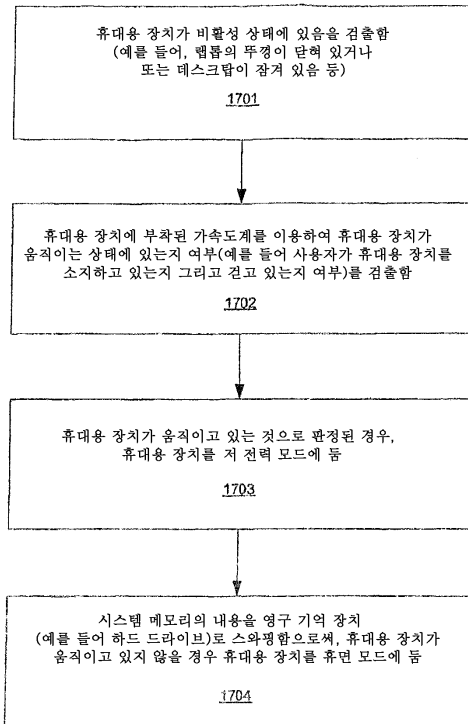 휴대용 장치가 비활성 상태에 있음을 검출함
(예를 들어, 랩톱의 뚜껑이 닫혀 있거나
또는 데스크탑이 잠겨 있음 등)
1701
휴대용 장치에 부착된 가속도계를 이용하여 휴대용 장치가
움직이는 상태에 있는지 여부(예를 들어 사용자가 휴대용 장치를
소지하고 있는지 그리고 걷고 있는지 여부)를 검출함
1702
휴대용 장치가 움직이고 있는 것으로 판정된 경우,
휴대용 장치를 저 전력 모드에 둠
1703
시스템 메모리의 내용을 영구 기억 장치
(예를 들어 하드 드라이브)로 스와핑함으로써, 휴대용 장치가
움직이고 있지 않을 경우 휴대용 장치를 휴면 모드에 둠
1704